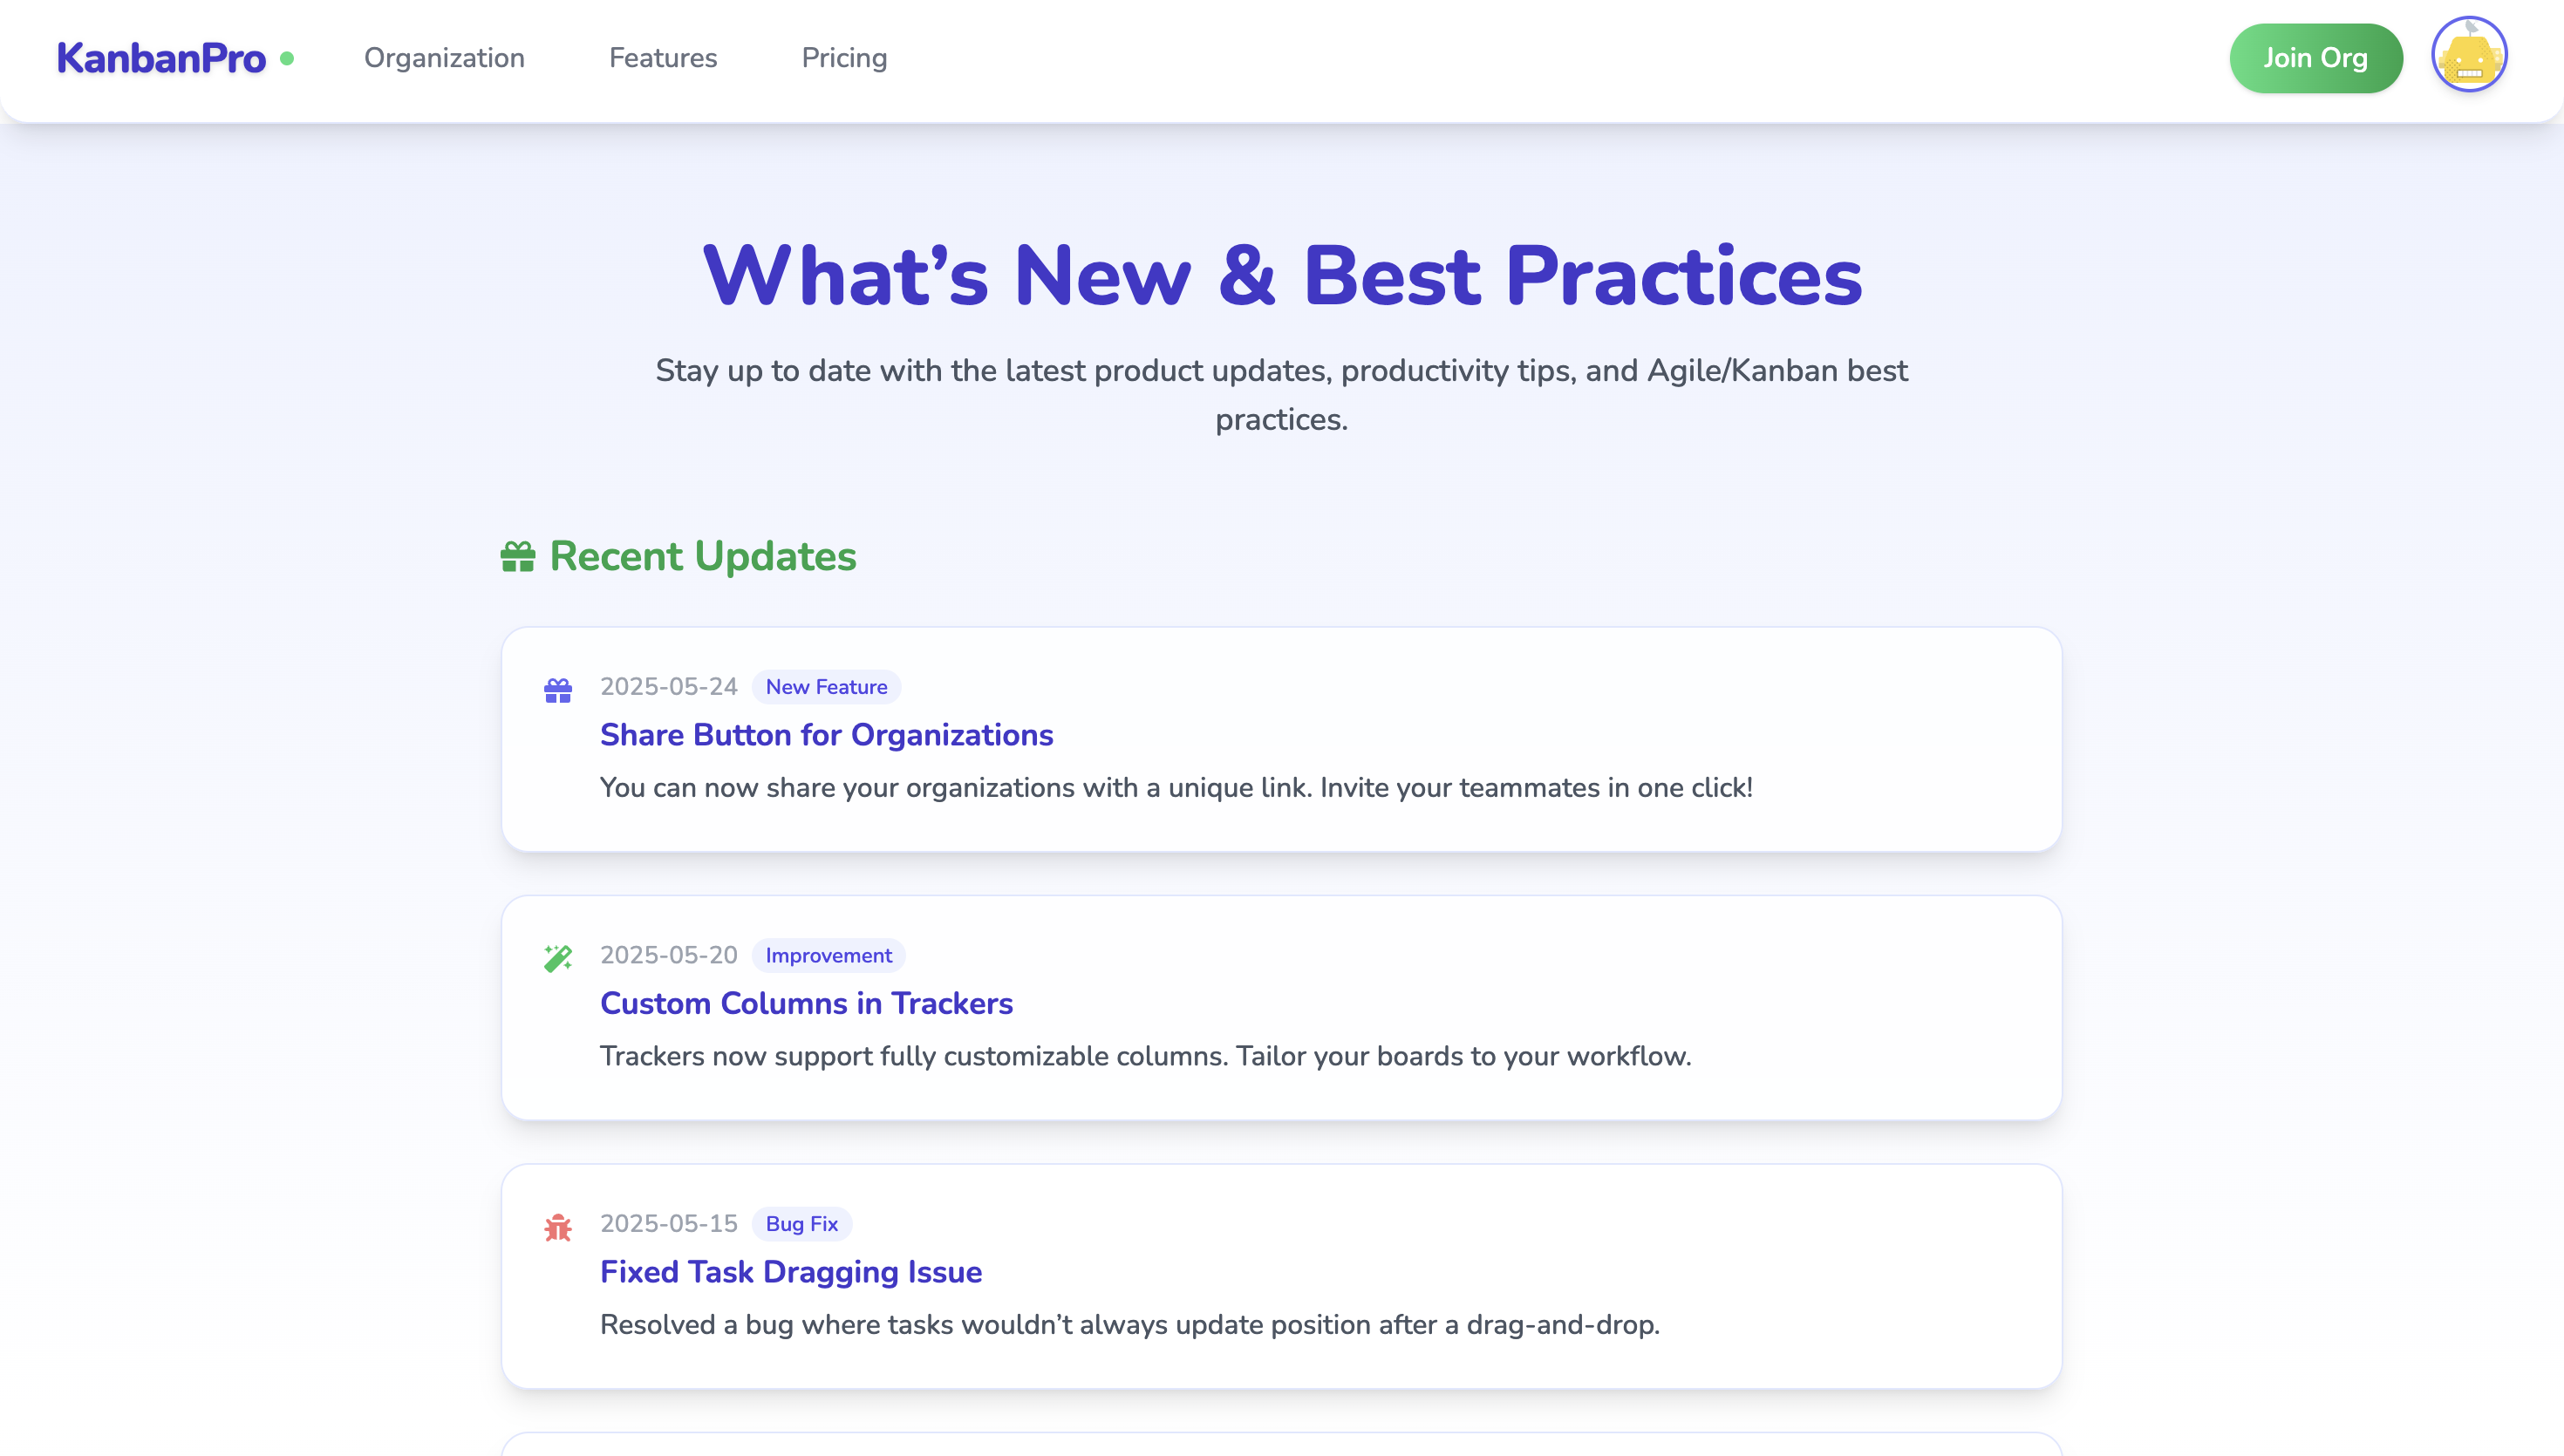 KanbanPro
Organization
Features
Pricing
Join Org
What’s New & Best Practices
Stay up to date with the latest product updates, productivity tips, and Agile/Kanban best
practices.
Recent Updates
2025-05-24 New Feature
Share Button for Organizations
You can now share your organizations with a unique link. Invite your teammates in one click!
2025-05-20 Improvement
Custom Columns in Trackers
Trackers now support fully customizable columns. Tailor your boards to your workflow.
2025-05-15 Bug Fix
Fixed Task Dragging Issue
Resolved a bug where tasks wouldn’t always update position after a drag-and-drop.